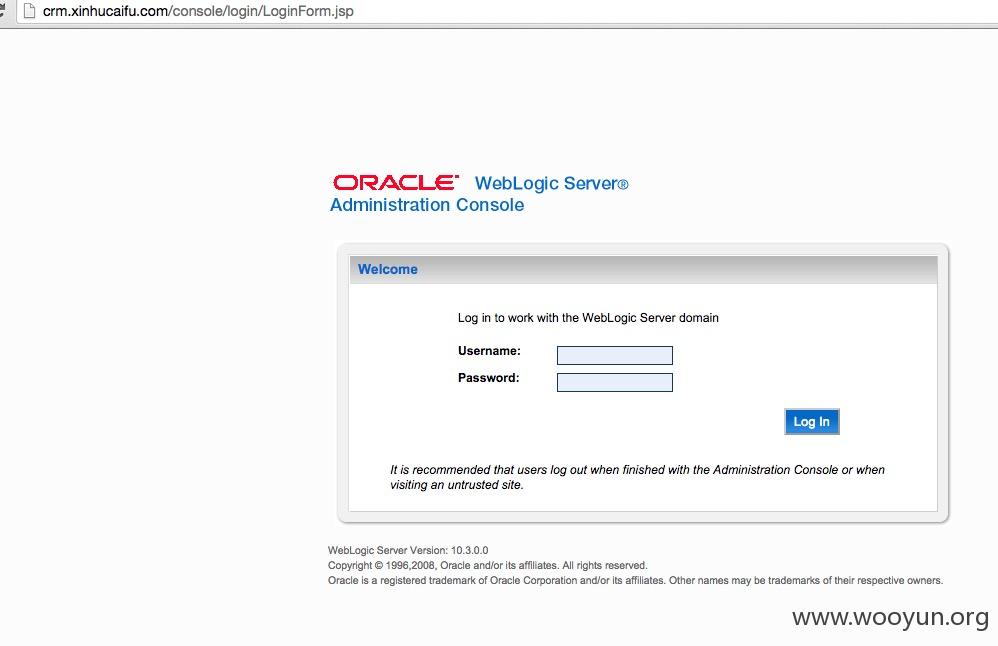 crm.xinhucaifu.com/console/login/LoginForm.jsp
ORACLE WebLogic Server®
Administration Console
Welcome
Log in to work with the WebLogic Server domain
Username:
Password:
Log In
It is recommended that users log out when finished with the Administration Console or when
visiting an untrusted site.
WebLogic Server Version: 10.3.0.0
Copyright © 1996,2008, Oracle and/or its affiliates. All rights reserved.
Oracle is a registered trademark of Oracle Corporation and/or its affiliates. Other names may be trademarks of their respective owners.
www.wooyun.org